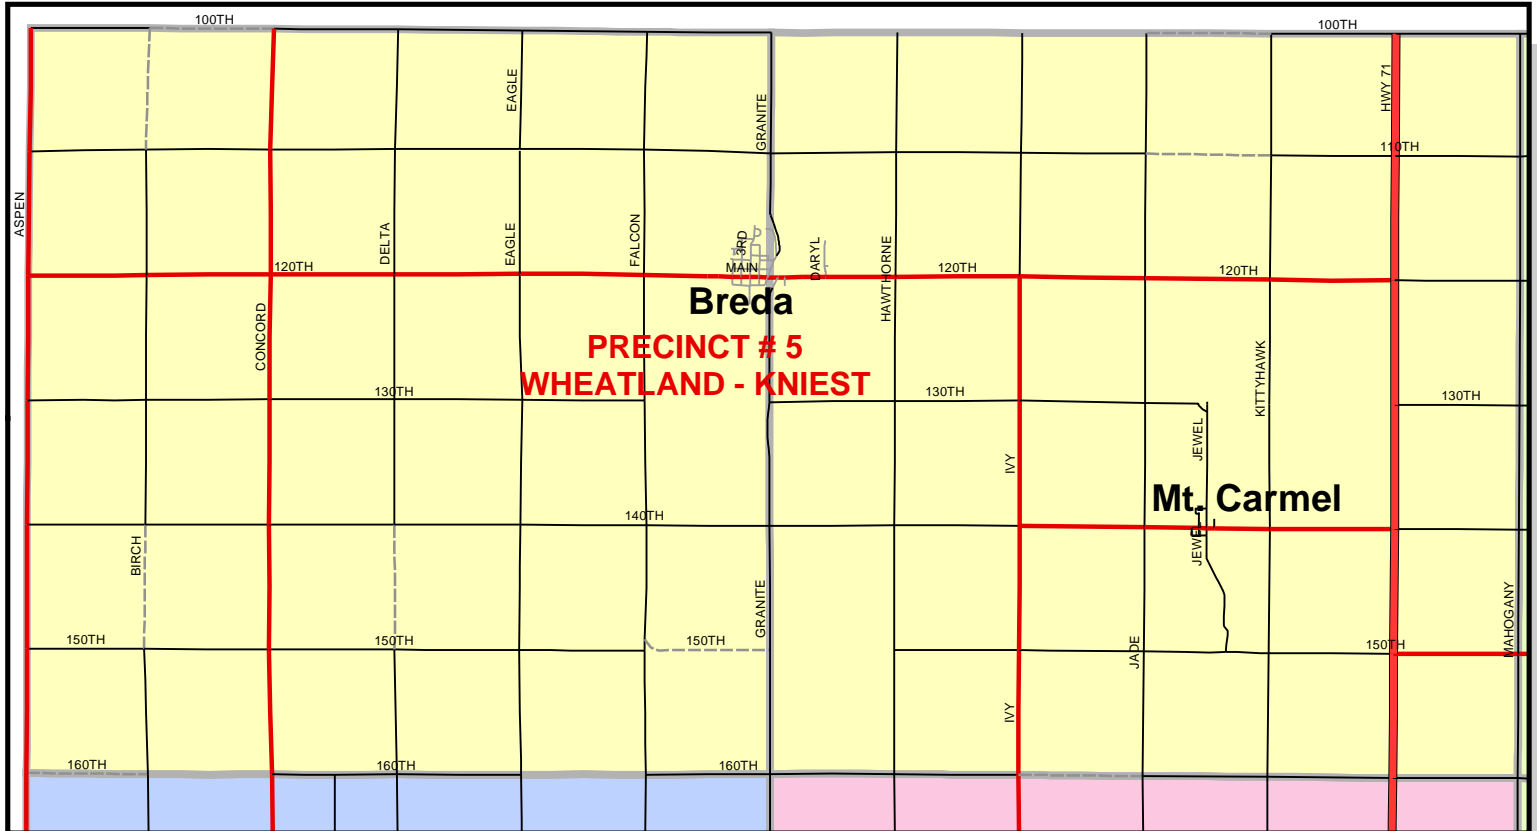 100TH
100TH
EAGLE
GRANITE
HWY 71
110TH
ASPEN
DELTA
EAGLE
FALCON
3RD
DARYL
HAWTHORNE
120TH
MAIN
120TH
120TH
Breda
CONCORD
PRECINCT # 5
WHEATLAND - KNIEST
KITTYHAWK
130TH
130TH
130TH
JEWEL
IVY
Mt. Carmel
140TH
BIRCH
JEWEL
GRANITE
MAHOGANY
150TH
150TH
150TH
JADE
150TH
IVY
160TH
160TH
160TH